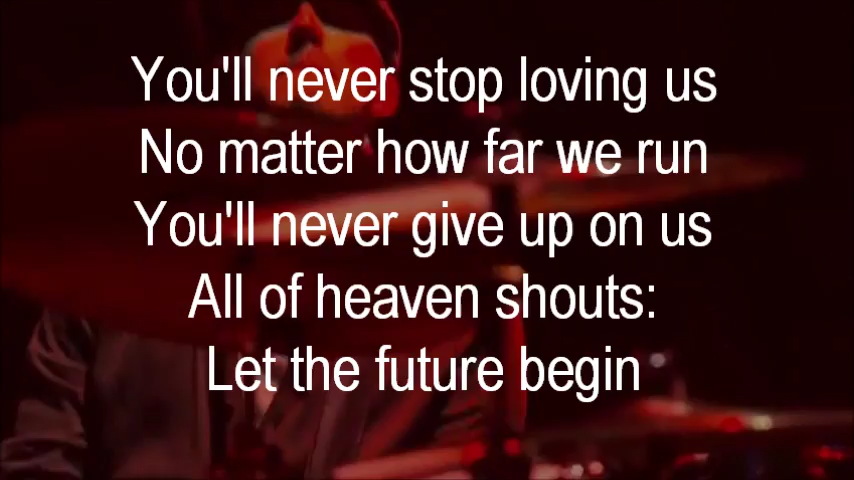 You'll never stop loving us
No matter how far we run
You'll never give up on us
All of heaven shouts:
Let the future begin